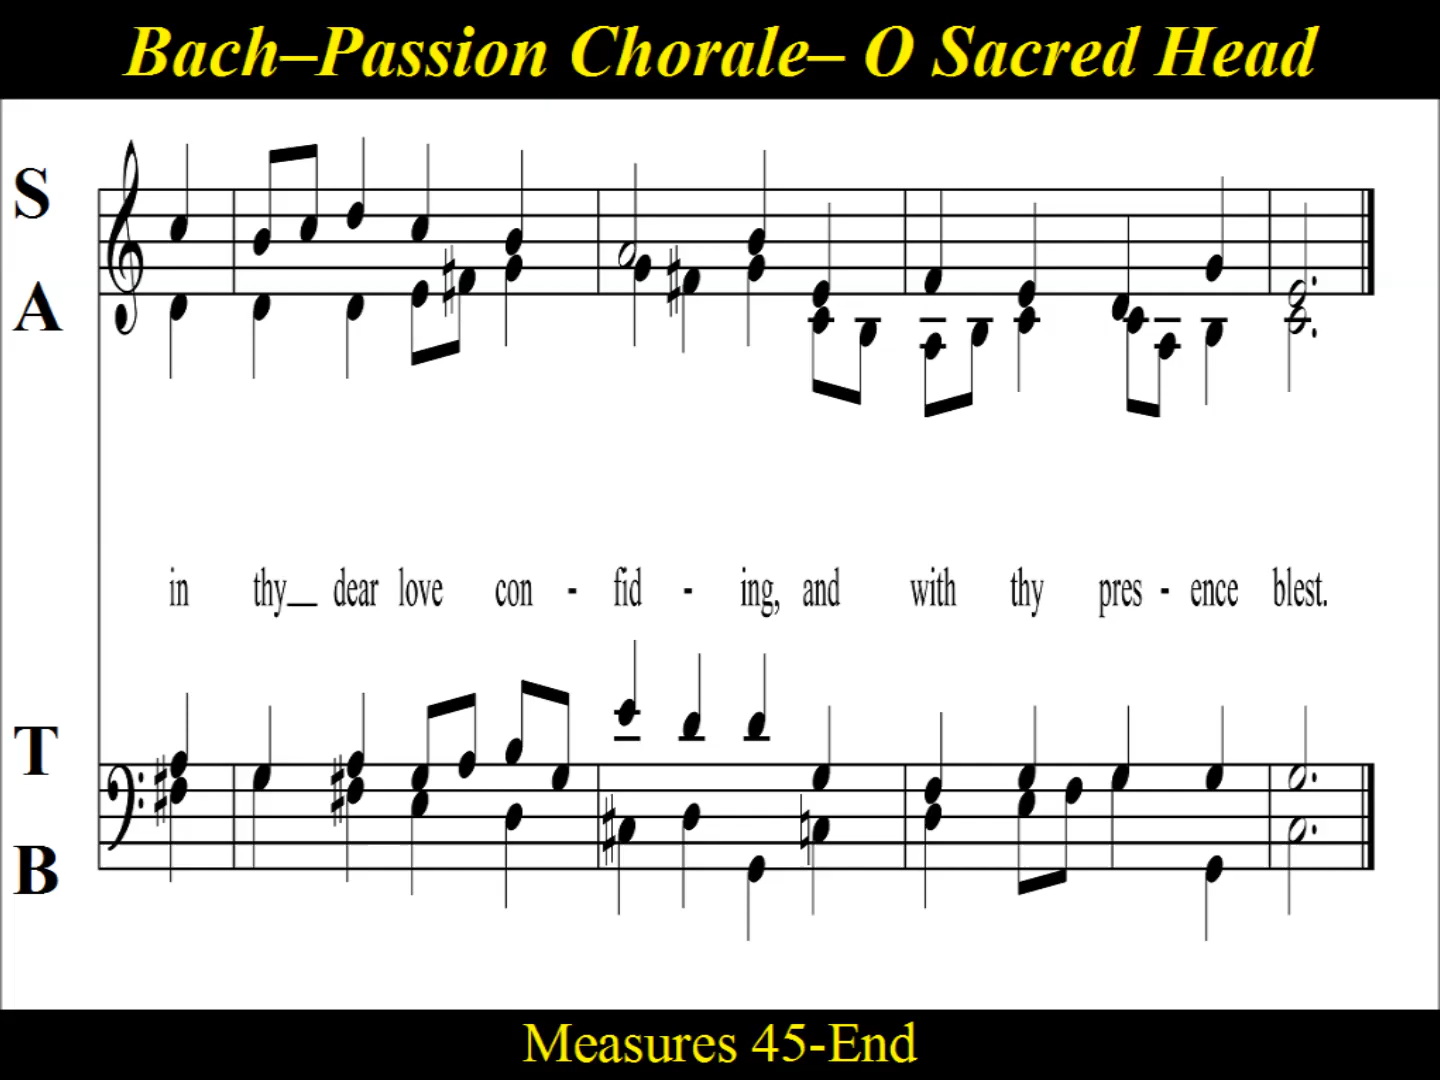 Bach–Passion Chorale– O Sacred Head
S
A
in thy__ dear love con - fid - ing, and with thy pres - ence blest.
T
B
Measures 45-End